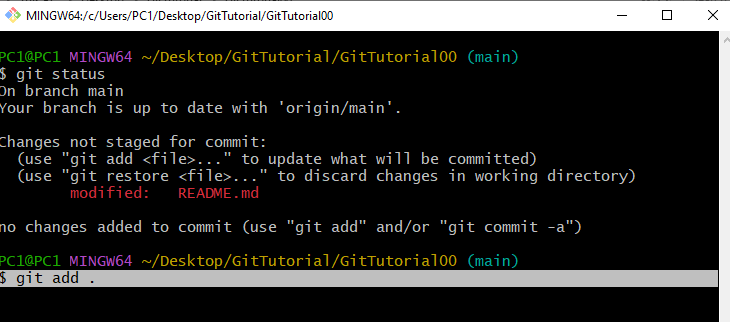 MINGW64:/c/Users/PC1/Desktop/GitTutorial/GitTutorial00
PC1@PC1 MINGW64 ~/Desktop/GitTutorial/GitTutorial00 (main)
$ git status
On branch main
Your branch is up to date with 'origin/main'.
Changes not staged for commit:
  (use "git add <file>..." to update what will be committed)
  (use "git restore <file>..." to discard changes in working directory)
        modified:   README.md
no changes added to commit (use "git add" and/or "git commit -a")
PC1@PC1 MINGW64 ~/Desktop/GitTutorial/GitTutorial00 (main)
$ git add .